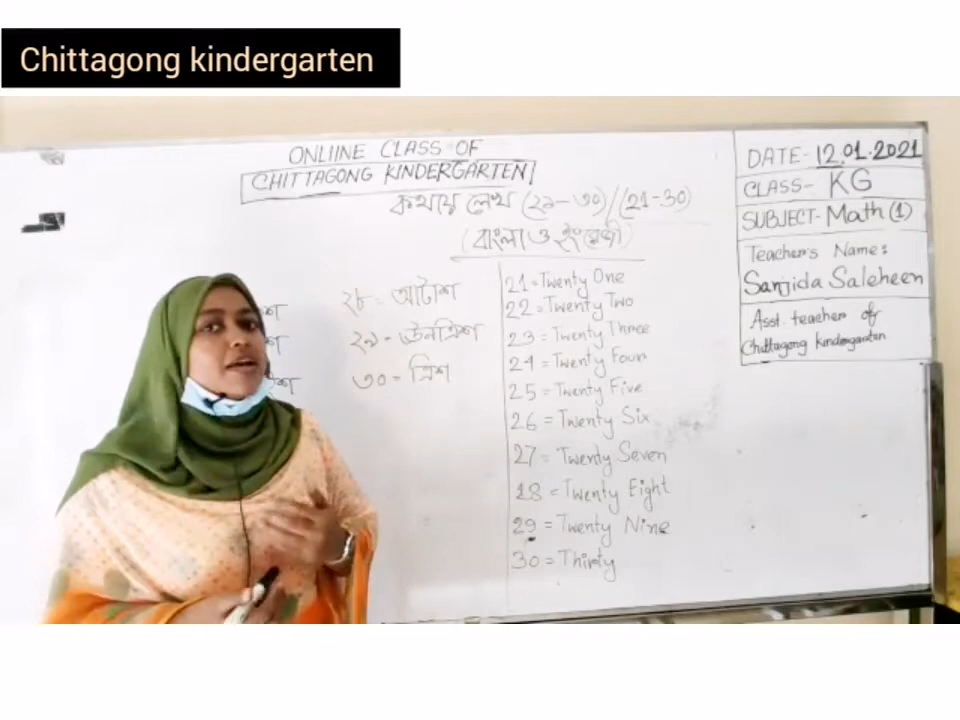 Chittagong kindergarten
ONLIINE CLASS OF
CHITTAGONG KINDERGARTEN
কথায় লেখ (২১-৩০)/(21-30)
(বাংলা ও ইংরেজী)
২৮ = আটাশ
২৯ = ঊনত্রিশ
৩০ = ত্রিশ
21 = Twenty One
22 = Twenty Two
23 = Twenty Three
24 = Twenty Four
25 = Twenty Five
26 = Twenty Six
27 = Twenty Seven
28 = Twenty Eight
29 = Twenty Nine
30 = Thirty
DATE- 12.01.2021
CLASS- KG
SUBJECT- Math (1)
Teacher's Name:
Sanjida Saleheen
Asst. teacher of
Chittagong kindergarten